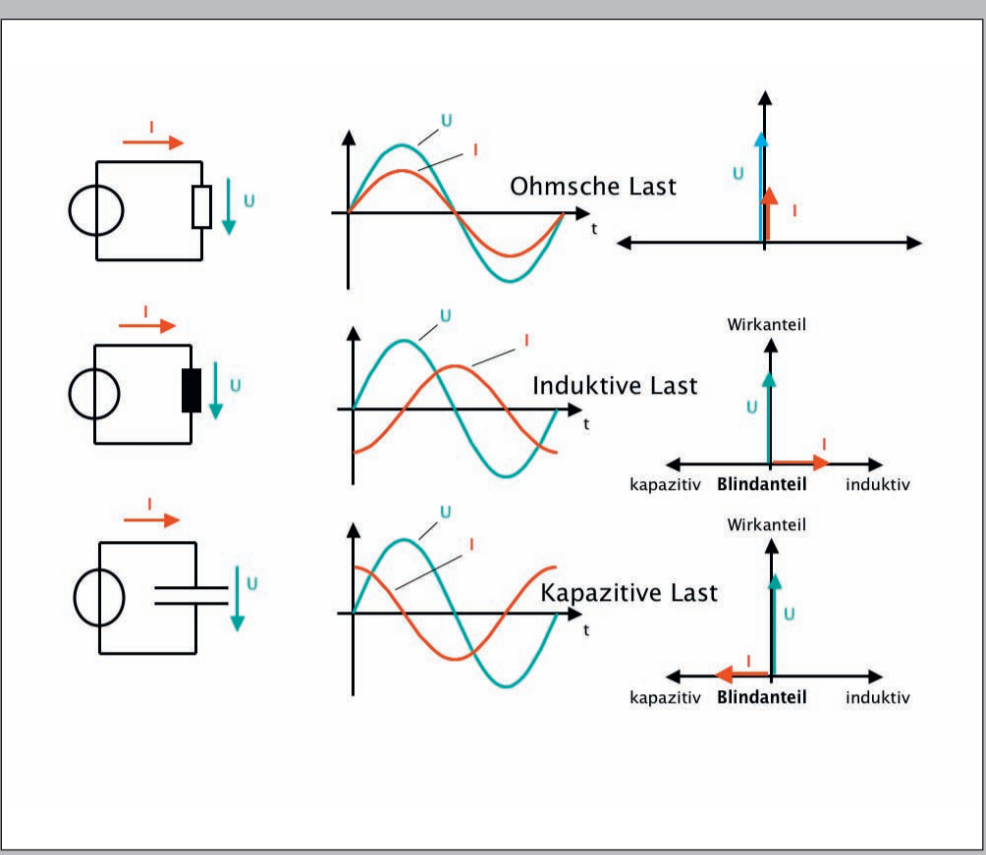 I
U
U
I
Ohmsche Last
t
U
I
I
U
U
I
Induktive Last
t
Wirkanteil
U
I
kapazitiv Blindanteil induktiv
I
U
U
I
Kapazitive Last
t
Wirkanteil
U
I
kapazitiv Blindanteil induktiv